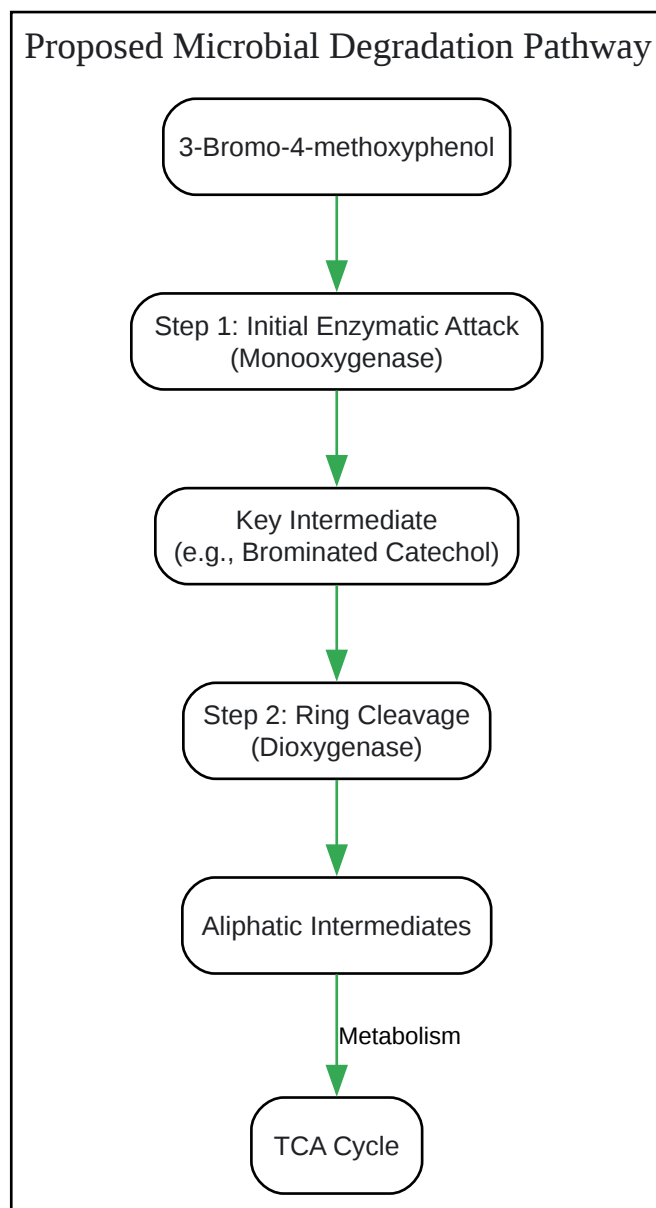 Proposed Microbial Degradation Pathway
3-Bromo-4-methoxyphenol
Step 1: Initial Enzymatic Attack
(Monooxygenase)
Key Intermediate
(e.g., Brominated Catechol)
Step 2: Ring Cleavage
(Dioxygenase)
Aliphatic Intermediates
Metabolism
TCA Cycle